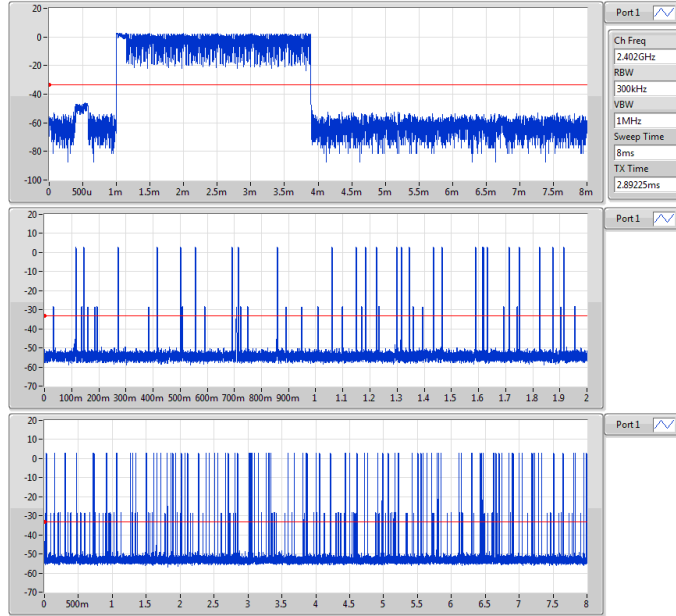 Port 1
20
0
-20
-40
-60
-80
-100
0 500u 1m 1.5m 2m 2.5m 3m 3.5m 4m 4.5m 5m 5.5m 6m 6.5m 7m 7.5m 8m
Ch Freq
2.402GHz
RBW
300kHz
VBW
1MHz
Sweep Time
8ms
TX Time
2.89225ms
Port 1
20
10
0
-10
-20
-30
-40
-50
-60
-70
0 100m 200m 300m 400m 500m 600m 700m 800m 900m 1 1.1 1.2 1.3 1.4 1.5 1.6 1.7 1.8 1.9 2
Port 1
20
10
0
-10
-20
-30
-40
-50
-60
-70
0 500m 1 1.5 2 2.5 3 3.5 4 4.5 5 5.5 6 6.5 7 7.5 8